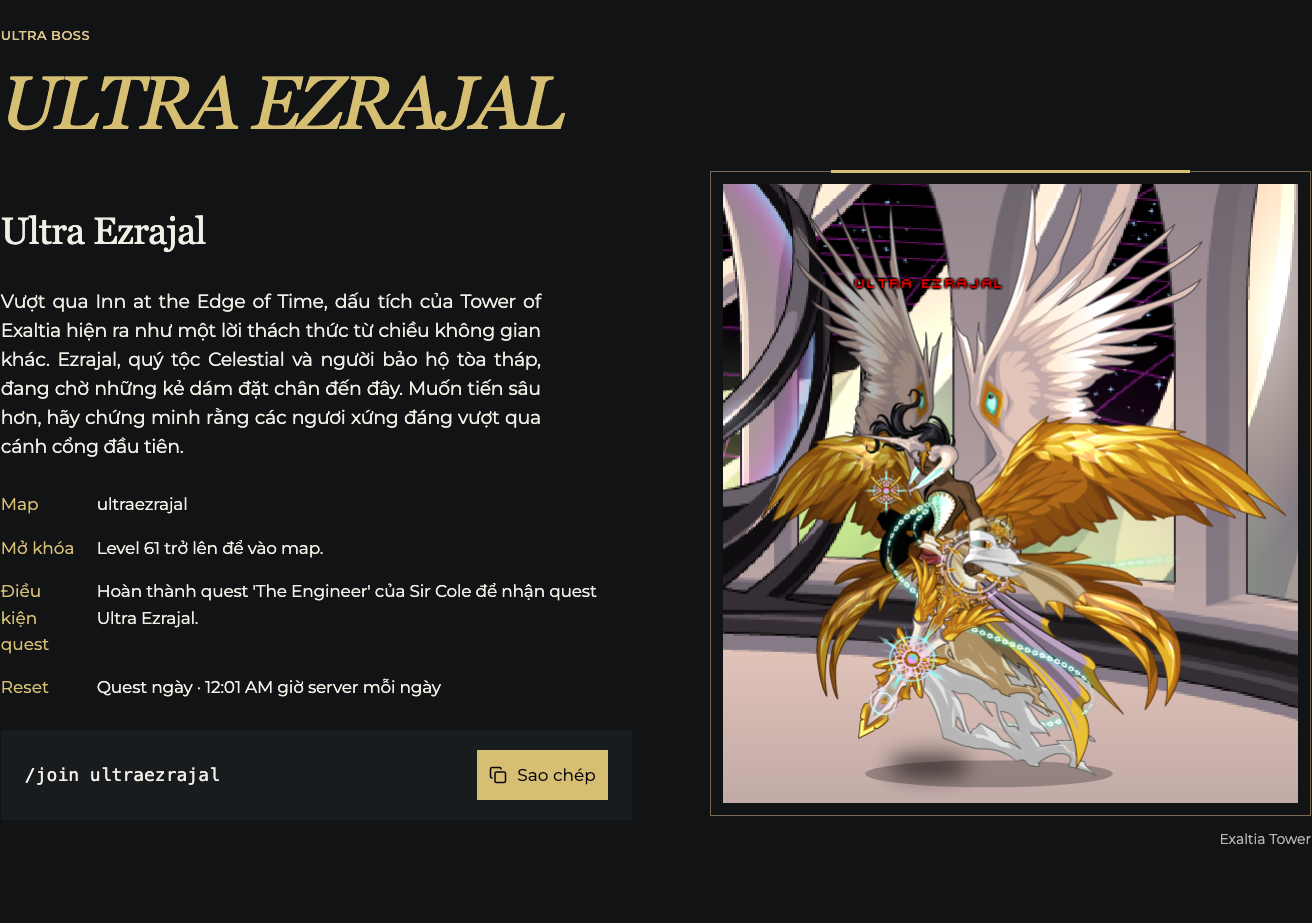 ULTRA BOSS
ULTRA EZRAJAL
Ultra Ezrajal
Vượt qua Inn at the Edge of Time, dấu tích của Tower of
Exaltia hiện ra như một lời thách thức từ chiều không gian
khác. Ezrajal, quý tộc Celestial và người bảo hộ tòa tháp,
đang chờ những kẻ dám đặt chân đến đây. Muốn tiến sâu
hơn, hãy chứng minh rằng các ngươi xứng đáng vượt qua
cánh cổng đầu tiên.
Map ultraezrajal
Mở khóa Level 61 trở lên để vào map.
Điều kiện quest Hoàn thành quest 'The Engineer' của Sir Cole để nhận quest
Ultra Ezrajal.
Reset Quest ngày · 12:01 AM giờ server mỗi ngày
/join ultraezrajal
Sao chép
ULTRA EZRAJAL
Exaltia Tower